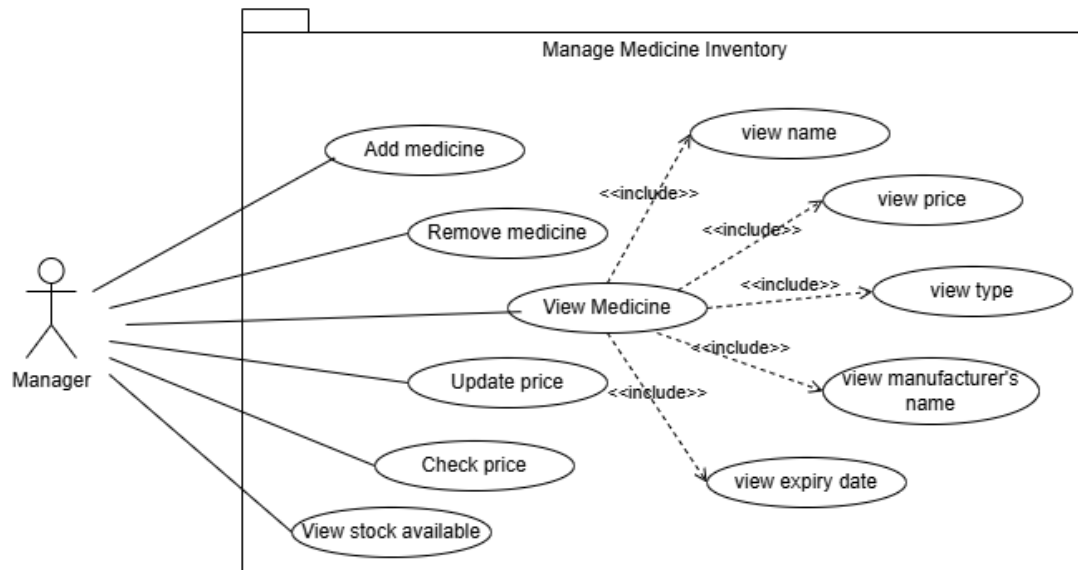 Manage Medicine Inventory
Add medicine
view name
<<include>>
view price
Remove medicine
<<include>>
<<include>>
view type
View Medicine
Manager
<<include>>
view manufacturer's
name
Update price
<<include>>
Check price
view expiry date
View stock available